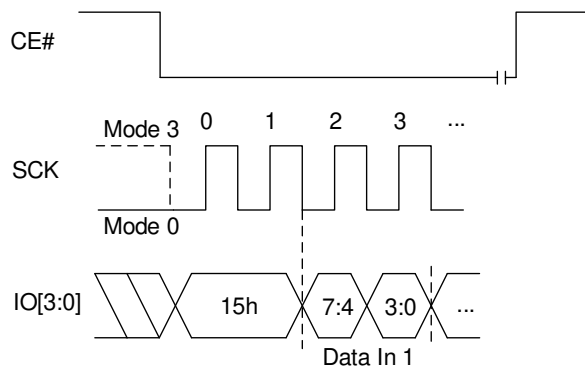 CE#
Mode 3 0 1 2 3 ...
SCK
Mode 0
IO[3:0] 15h 7:4 3:0 ...
Data In 1